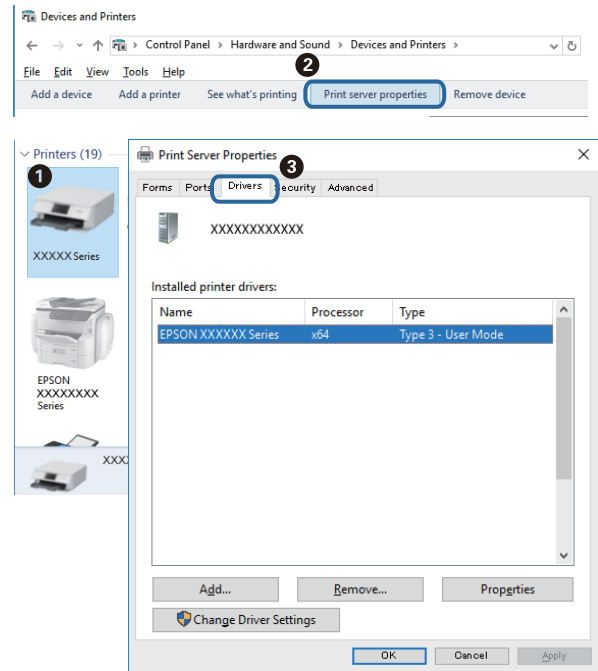 Devices and Printers
Control Panel > Hardware and Sound > Devices and Printers >
2
File Edit View Tools Help
Add a device Add a printer See what's printing Print server properties Remove device
Printers (19)
1
XXXXX Series
EPSON
XXXXXXXX
Series
XXX
Print Server Properties
3
Forms Ports Drivers Security Advanced
XXXXXXXXXXXX
Installed printer drivers:
Name Processor Type
EPSON XXXXXX Series x64 Type 3 - User Mode
Add... Remove... Properties
Change Driver Settings
OK Cancel Apply